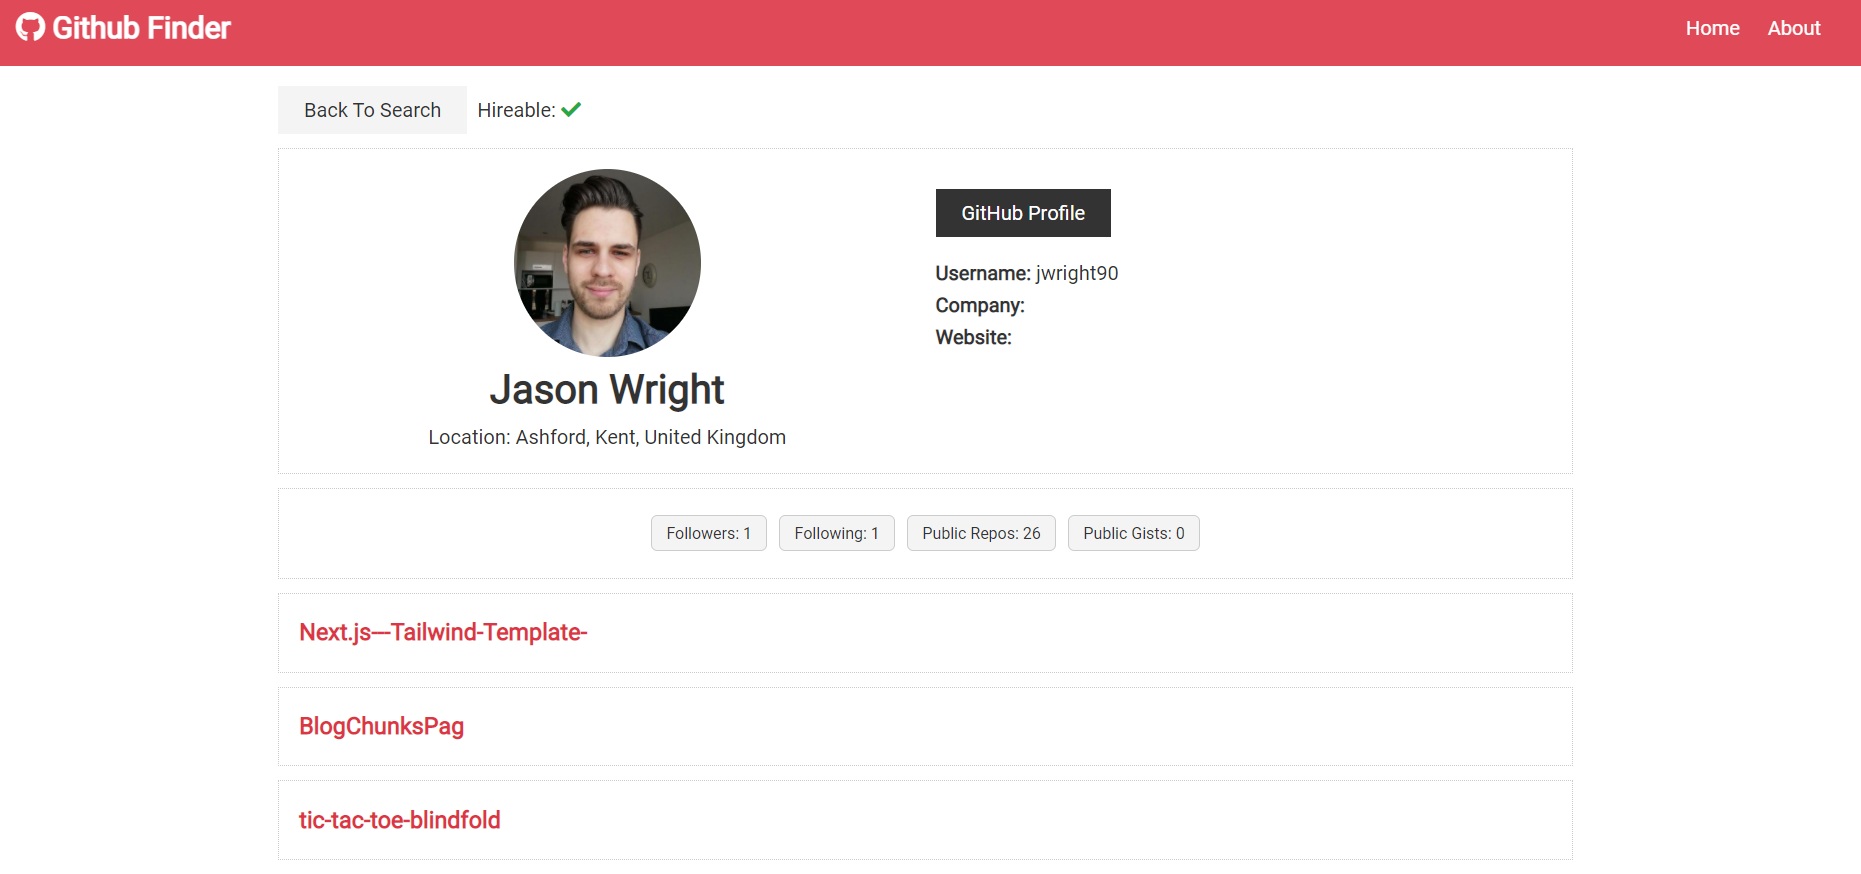 Github Finder
Home
About
Back To Search
Hireable:
GitHub Profile
Username: jwright90
Company:
Website:
Jason Wright
Location: Ashford, Kent, United Kingdom
Followers: 1
Following: 1
Public Repos: 26
Public Gists: 0
Next.js---Tailwind-Template-
BlogChunksPag
tic-tac-toe-blindfold